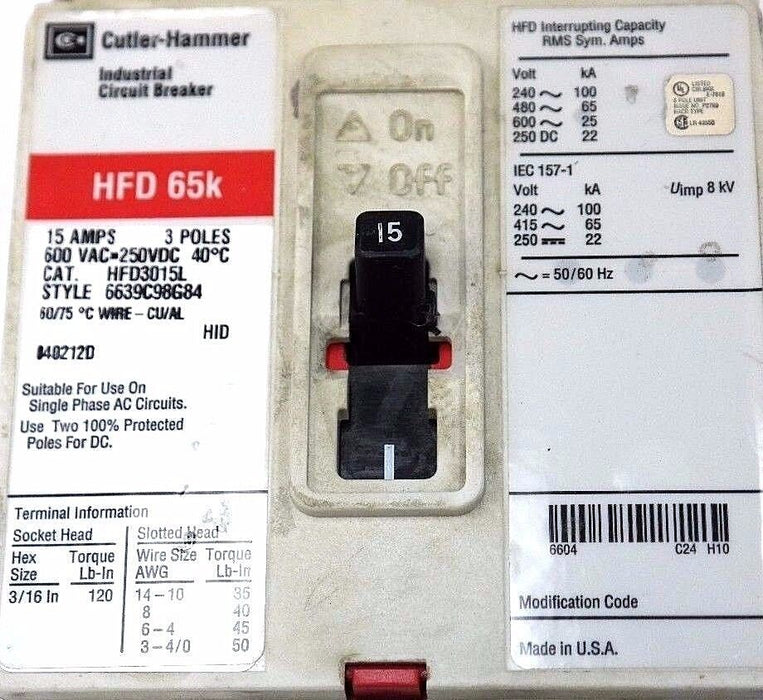 Cutler-Hammer
Industrial
Circuit Breaker
HFD 65k
15 AMPS 3 POLES
600 VAC=250VDC 40°C
CAT. HFD3015L
STYLE 6639C98G84
60/75 °C WIRE – CU/AL
HID
Suitable For Use On
Single Phase AC Circuits.
Use Two 100% Protected
Poles For DC.
Terminal Information
Socket Head Slotted Head
Hex Torque Wire Size Torque
Size Lb-In AWG Lb-In
3/16 In 120 14–10 35
8 40
6–4 45
3–4/0 50
On
Off
15
HFD Interrupting Capacity
RMS Sym. Amps
Volt kA
240 ~ 100
480 ~ 65
600 ~ 25
250 DC 22
UL LISTED
IEC 157-1
Volt kA Uimp 8 kV
240 ~ 100
415 ~ 65
250 ⎓ 22
~ = 50/60 Hz
6604 C24 H10
Modification Code
Made in U.S.A.